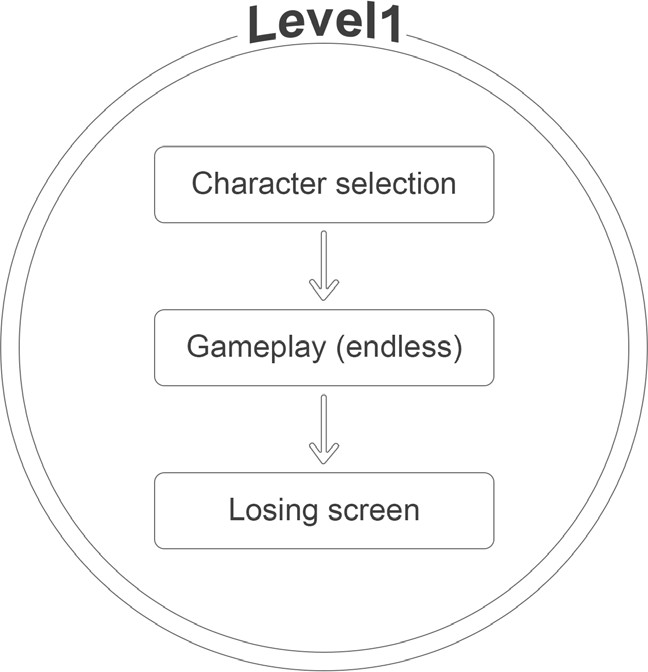 Level1
Character selection
Gameplay (endless)
Losing screen